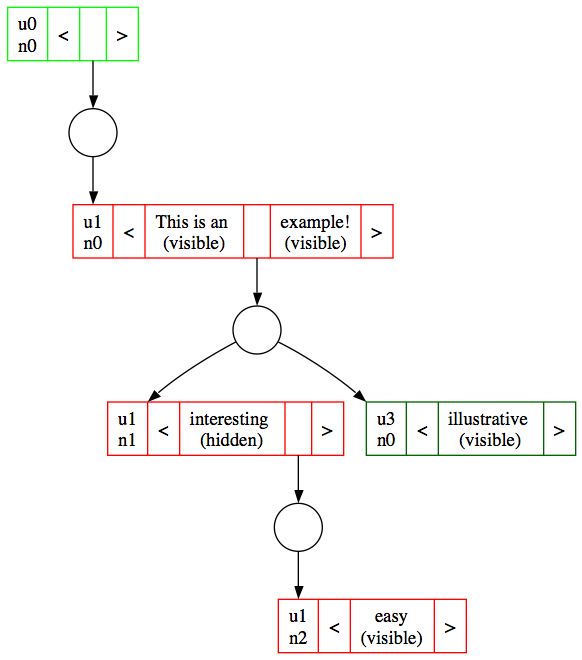 u0
n0
<
>
u1
n0
<
This is an
(visible)
example!
(visible)
>
u1
n1
<
interesting
(hidden)
>
u3
n0
<
illustrative
(visible)
>
u1
n2
<
easy
(visible)
>